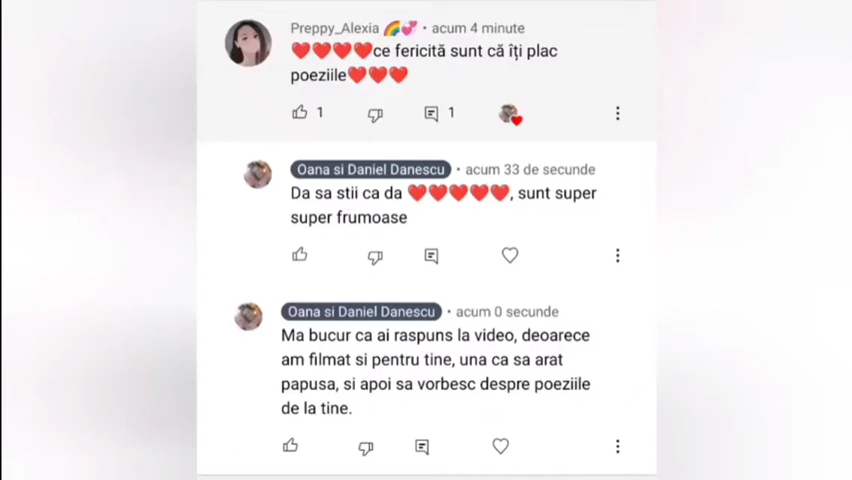 Preppy_Alexia 🌈💞 • acum 4 minute
❤️❤️❤️❤️ce fericită sunt că îți plac
poeziile❤️❤️❤️
1 1
Oana si Daniel Danescu • acum 33 de secunde
Da sa stii ca da ❤️❤️❤️❤️❤️, sunt super
super frumoase
Oana si Daniel Danescu • acum 0 secunde
Ma bucur ca ai raspuns la video, deoarece
am filmat si pentru tine, una ca sa arat
papusa, si apoi sa vorbesc despre poeziile
de la tine.